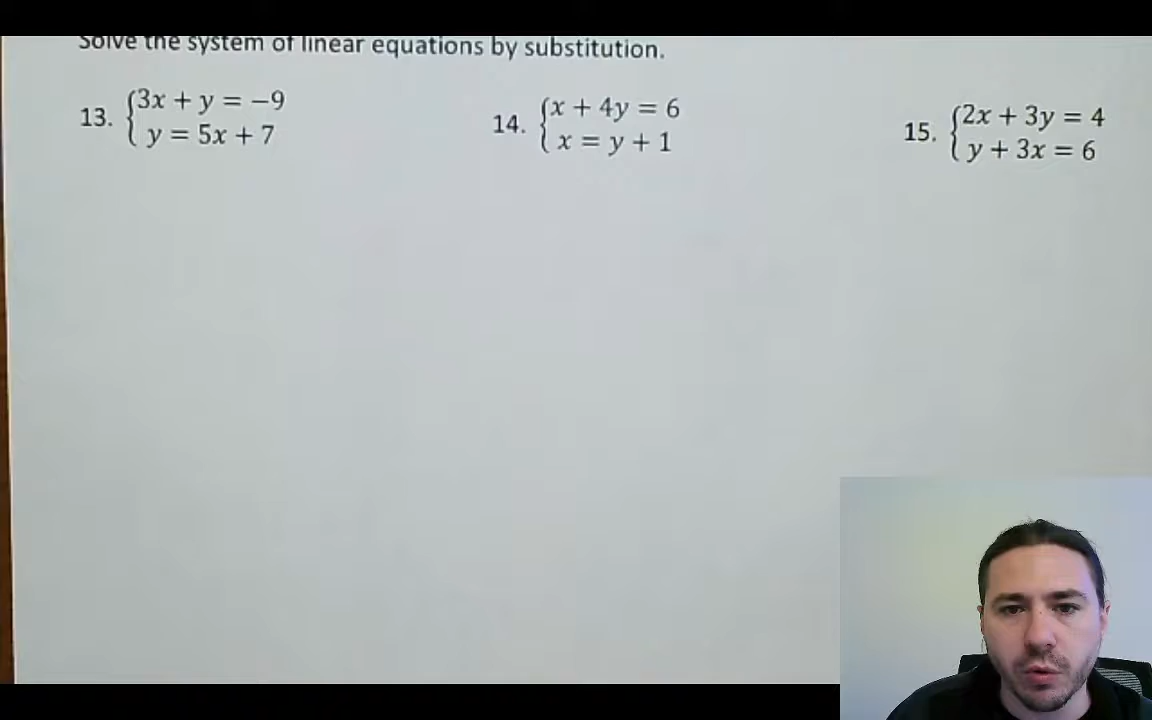 Solve the system of linear equations by substitution.
13. {3x + y = −9
y = 5x + 7
14. {x + 4y = 6
x = y + 1
15. {2x + 3y = 4
y + 3x = 6